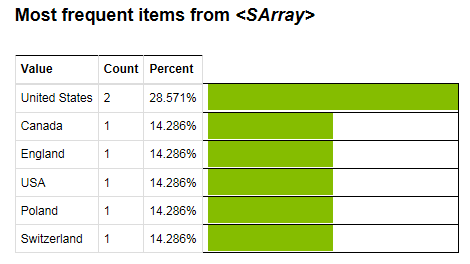 Most frequent items from <SArray>
Value Count Percent
United States 2 28.571%
Canada 1 14.286%
England 1 14.286%
USA 1 14.286%
Poland 1 14.286%
Switzerland 1 14.286%